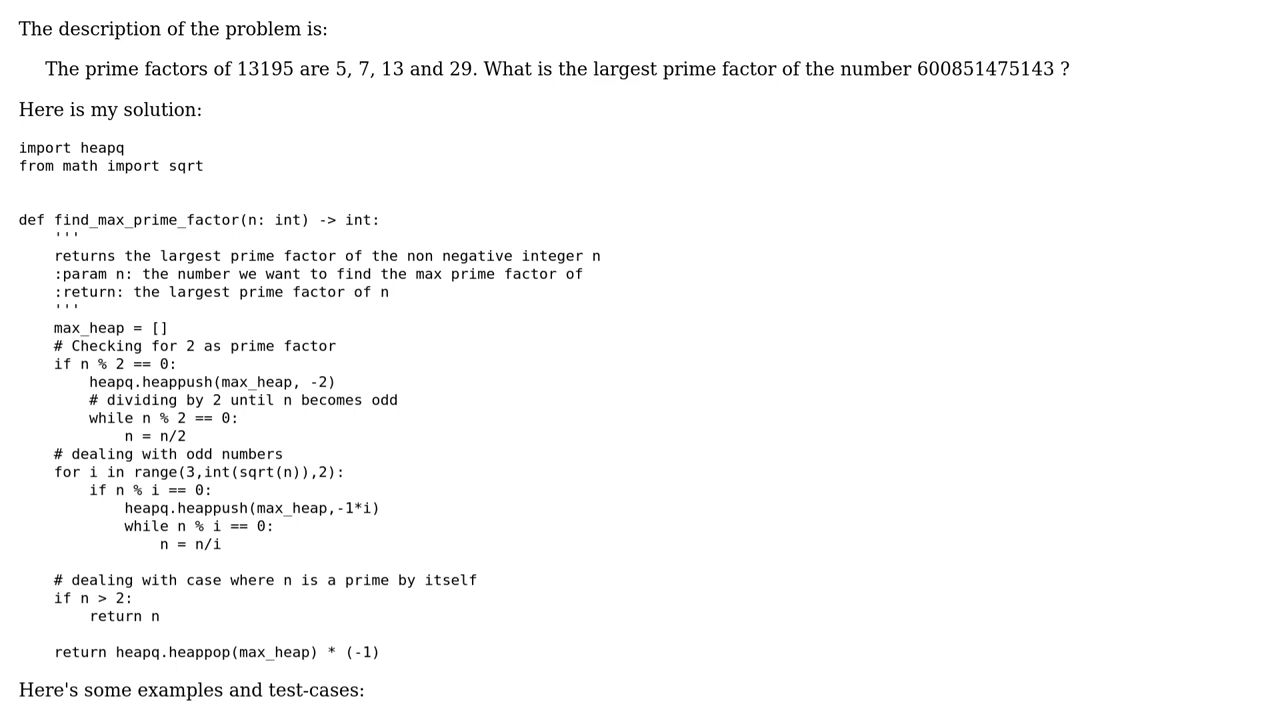 The description of the problem is:
The prime factors of 13195 are 5, 7, 13 and 29. What is the largest prime factor of the number 600851475143 ?
Here is my solution:
import heapq
from math import sqrt
def find_max_prime_factor(n: int) -> int:
    '''
    returns the largest prime factor of the non negative integer n
    :param n: the number we want to find the max prime factor of
    :return: the largest prime factor of n
    '''
    max_heap = []
    # Checking for 2 as prime factor
    if n % 2 == 0:
        heapq.heappush(max_heap, -2)
        # dividing by 2 until n becomes odd
        while n % 2 == 0:
            n = n/2
    # dealing with odd numbers
    for i in range(3,int(sqrt(n)),2):
        if n % i == 0:
            heapq.heappush(max_heap,-1*i)
            while n % i == 0:
                n = n/i
    # dealing with case where n is a prime by itself
    if n > 2:
        return n
    return heapq.heappop(max_heap) * (-1)
Here's some examples and test-cases: